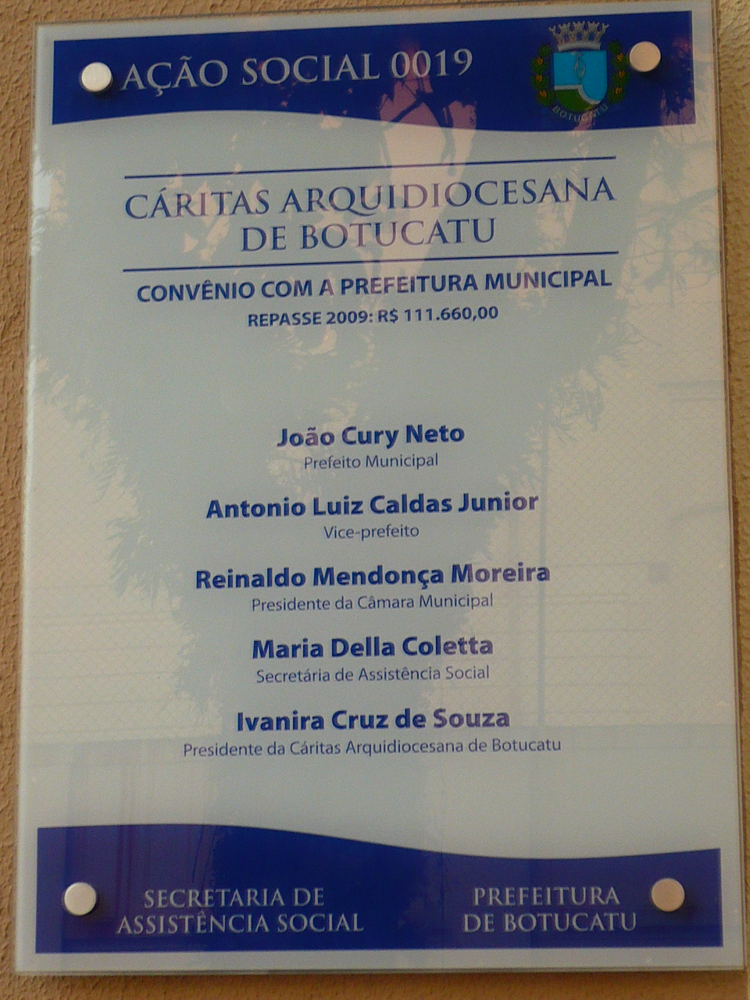 AÇÃO SOCIAL 0019
BOTUCATU
CÁRITAS ARQUIDIOCESANA
DE BOTUCATU
CONVÊNIO COM A PREFEITURA MUNICIPAL
REPASSE 2009: R$ 111.660,00
João Cury Neto
Prefeito Municipal
Antonio Luiz Caldas Junior
Vice-prefeito
Reinaldo Mendonça Moreira
Presidente da Câmara Municipal
Maria Della Coletta
Secretária de Assistência Social
Ivanira Cruz de Souza
Presidente da Cáritas Arquidiocesana de Botucatu
SECRETARIA DE
ASSISTÊNCIA SOCIAL
PREFEITURA
DE BOTUCATU